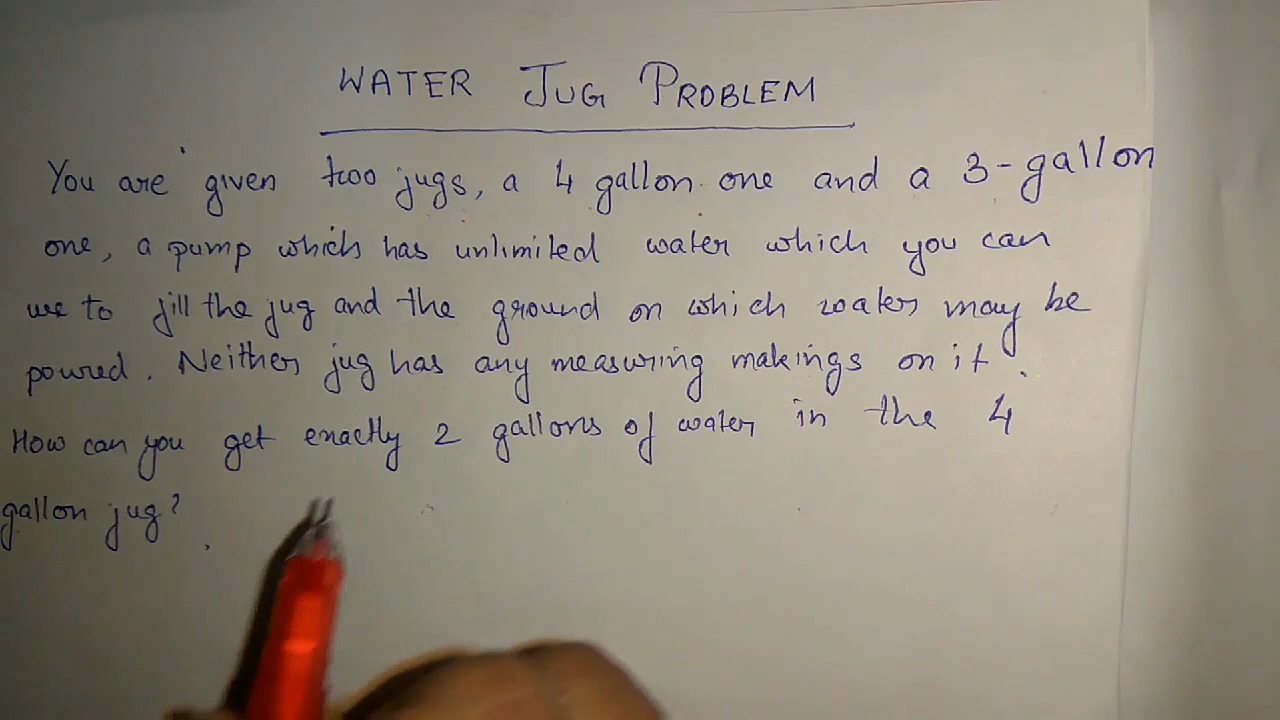 WATER JUG PROBLEM
You are given two jugs, a 4 gallon one and a 3-gallon
one, a pump which has unlimited water which you can
use to fill the jug and the ground on which water may be
poured. Neither jug has any measuring makings on it.
How can you get exactly 2 gallons of water in the 4
gallon jug?